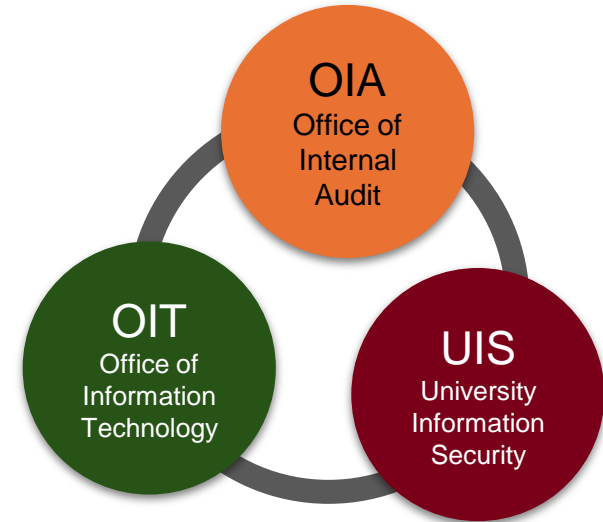 OIA
Office of
Internal
Audit
OIT
Office of
Information
Technology
UIS
University
Information
Security